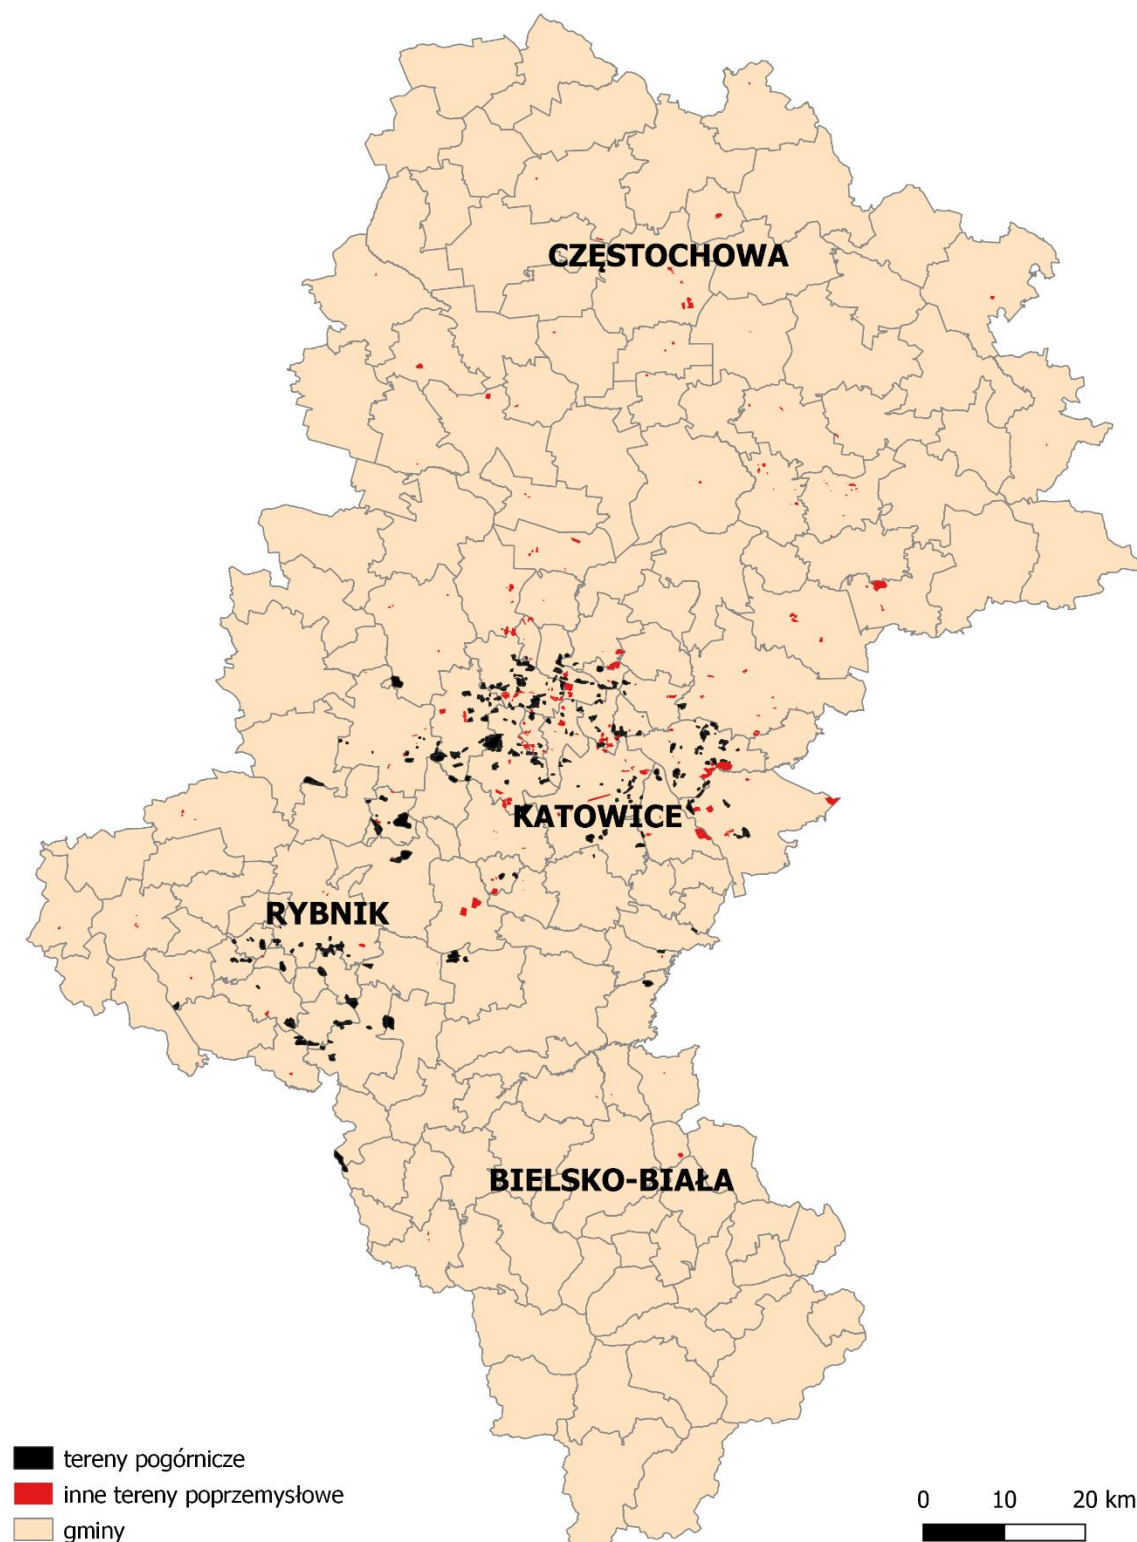 CZĘSTOCHOWA
KATOWICE
RYBNIK
BIELSKO-BIAŁA
tereny pogórnicze
inne tereny poprzemysłowe
gminy
0 10 20 km